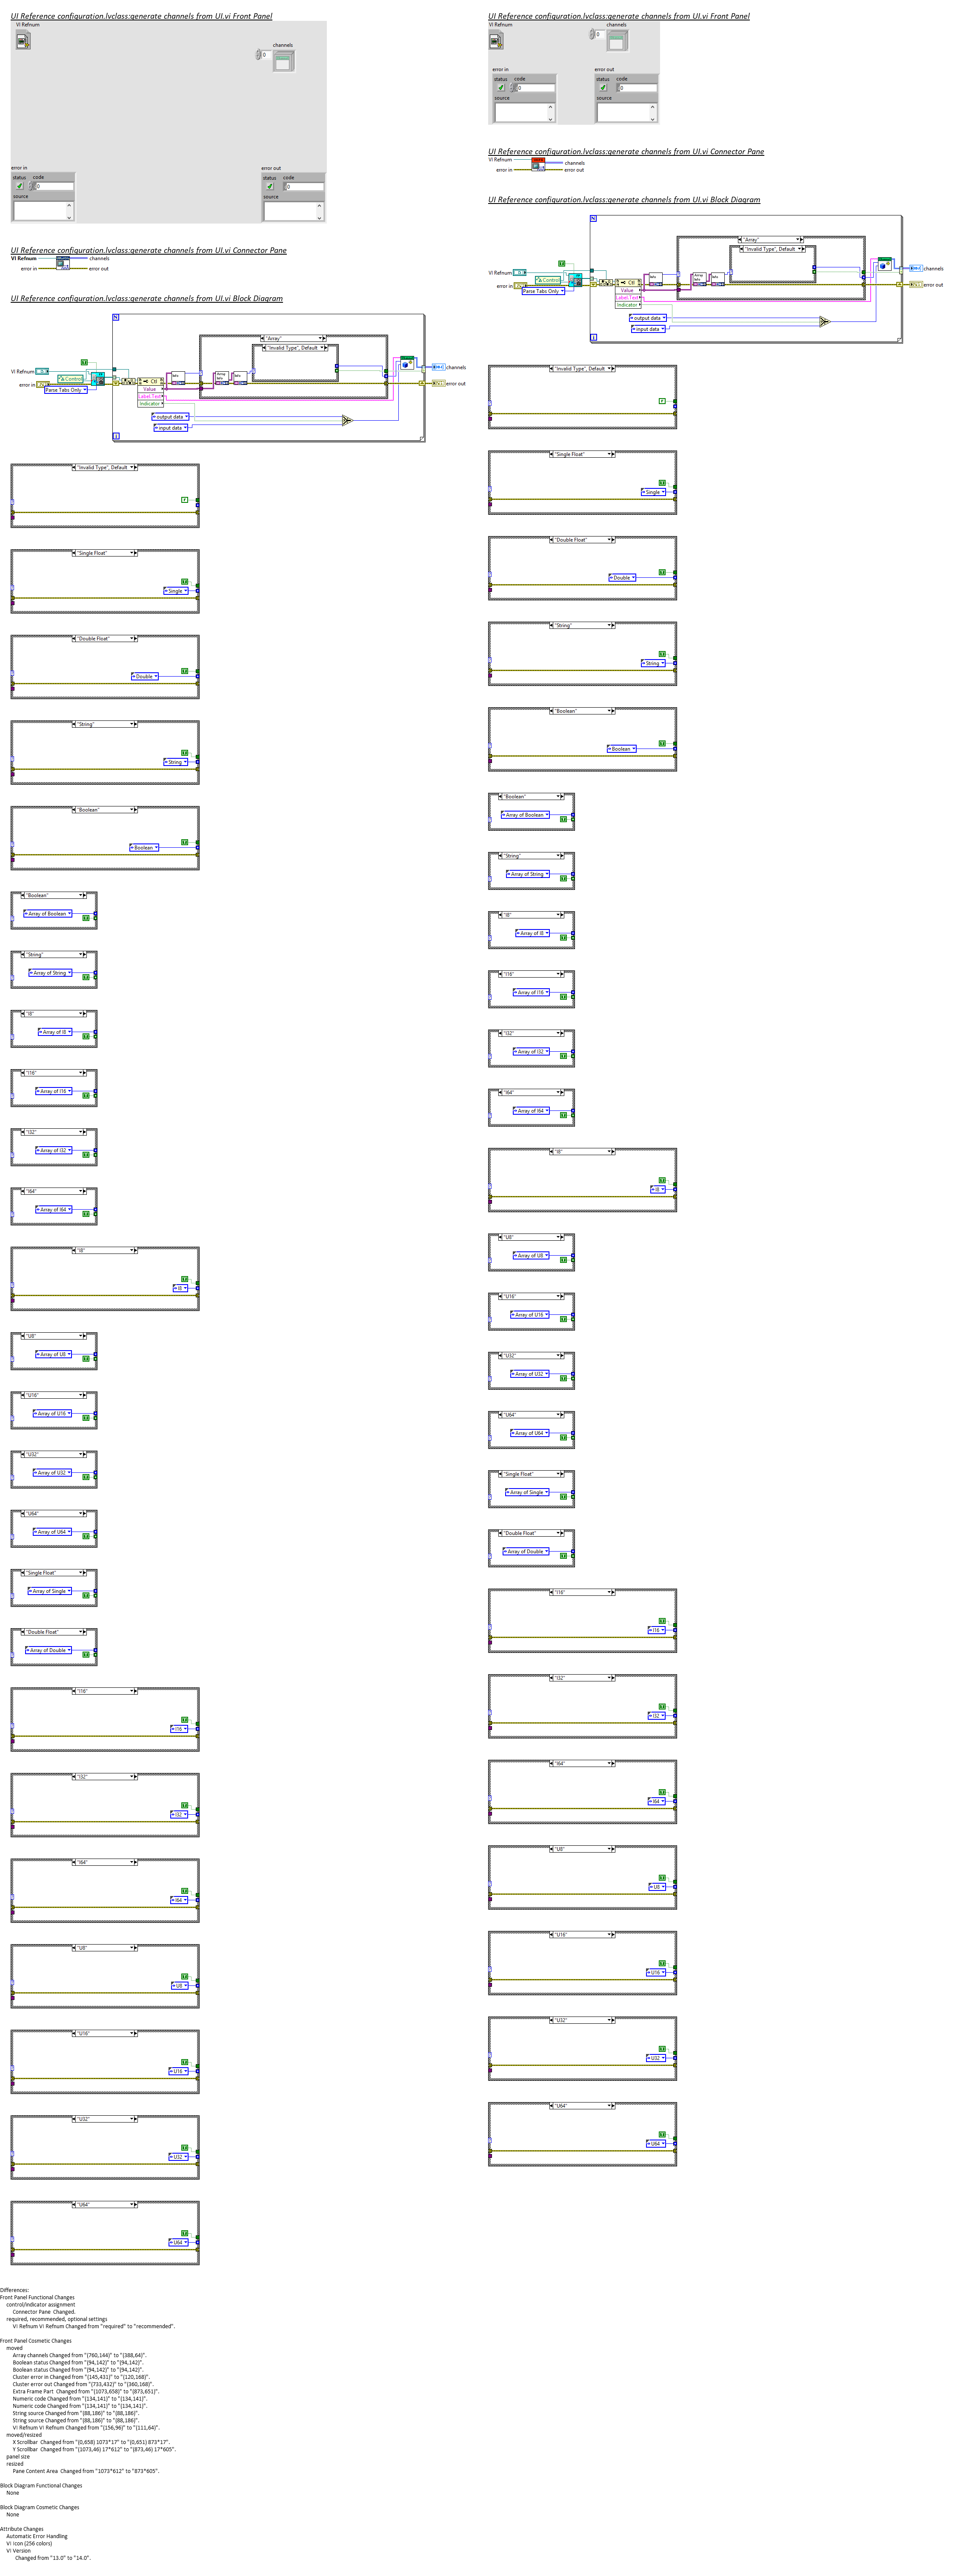 UI Reference configuration.lvclass:generate channels from UI.vi Front Panel
VI Refnum
channels
0
error in
status code
0
source
error out
status code
0
source
UI Reference configuration.lvclass:generate channels from UI.vi Connector Pane
VI Refnum
channels
error in
error out
UI Reference configuration.lvclass:generate channels from UI.vi Block Diagram
N
"Array"
"Invalid Type", Default
VI Refnum
Control
error in
Parse Tabs Only
Ctl
Value
Label.Text
Indicator
channels
error out
output data
input data
i
"Invalid Type", Default
F
"Single Float"
Single
"Double Float"
Double
"String"
String
"Boolean"
Boolean
"Boolean"
Array of Boolean
"String"
Array of String
"I8"
Array of I8
"I16"
Array of I16
"I32"
Array of I32
"I64"
Array of I64
"I8"
I8
"U8"
Array of U8
"U16"
Array of U16
"U32"
Array of U32
"U64"
Array of U64
"Single Float"
Array of Single
"Double Float"
Array of Double
"I16"
I16
"I32"
I32
"I64"
I64
"U8"
U8
"U16"
U16
"U32"
U32
"U64"
U64
UI Reference configuration.lvclass:generate channels from UI.vi Front Panel
VI Refnum
channels
0
error in
status code
0
source
error out
status code
0
source
UI Reference configuration.lvclass:generate channels from UI.vi Connector Pane
VI Refnum
channels
error in
error out
UI Reference configuration.lvclass:generate channels from UI.vi Block Diagram
N
"Array"
"Invalid Type", Default
VI Refnum
Control
error in
Parse Tabs Only
Ctl
Value
Label.Text
Indicator
channels
error out
output data
input data
i
"Invalid Type", Default
F
"Single Float"
Single
"Double Float"
Double
"String"
String
"Boolean"
Boolean
"Boolean"
Array of Boolean
"String"
Array of String
"I8"
Array of I8
"I16"
Array of I16
"I32"
Array of I32
"I64"
Array of I64
"I8"
I8
"U8"
Array of U8
"U16"
Array of U16
"U32"
Array of U32
"U64"
Array of U64
"Single Float"
Array of Single
"Double Float"
Array of Double
"I16"
I16
"I32"
I32
"I64"
I64
"U8"
U8
"U16"
U16
"U32"
U32
"U64"
U64
Differences:
Front Panel Functional Changes
control/indicator assignment
Connector Pane Changed.
required, recommended, optional settings
VI Refnum VI Refnum Changed from "required" to "recommended".
Front Panel Cosmetic Changes
moved
Array channels Changed from "(760,144)" to "(388,64)".
Boolean status Changed from "(94,142)" to "(94,142)".
Boolean status Changed from "(94,142)" to "(94,142)".
Cluster error in Changed from "(145,431)" to "(120,168)".
Cluster error out Changed from "(733,432)" to "(360,168)".
Extra Frame Part Changed from "(1073,658)" to "(873,651)".
Numeric code Changed from "(134,141)" to "(134,141)".
Numeric code Changed from "(134,141)" to "(134,141)".
String source Changed from "(88,186)" to "(88,186)".
String source Changed from "(88,186)" to "(88,186)".
VI Refnum VI Refnum Changed from "(156,96)" to "(111,64)".
moved/resized
X Scrollbar Changed from "(0,658) 1073*17" to "(0,651) 873*17".
Y Scrollbar Changed from "(1073,46) 17*612" to "(873,46) 17*605".
panel size
resized
Pane Content Area Changed from "1073*612" to "873*605".
Block Diagram Functional Changes
None
Block Diagram Cosmetic Changes
None
Attribute Changes
Automatic Error Handling
VI Icon (256 colors)
VI Version
Changed from "13.0" to "14.0".